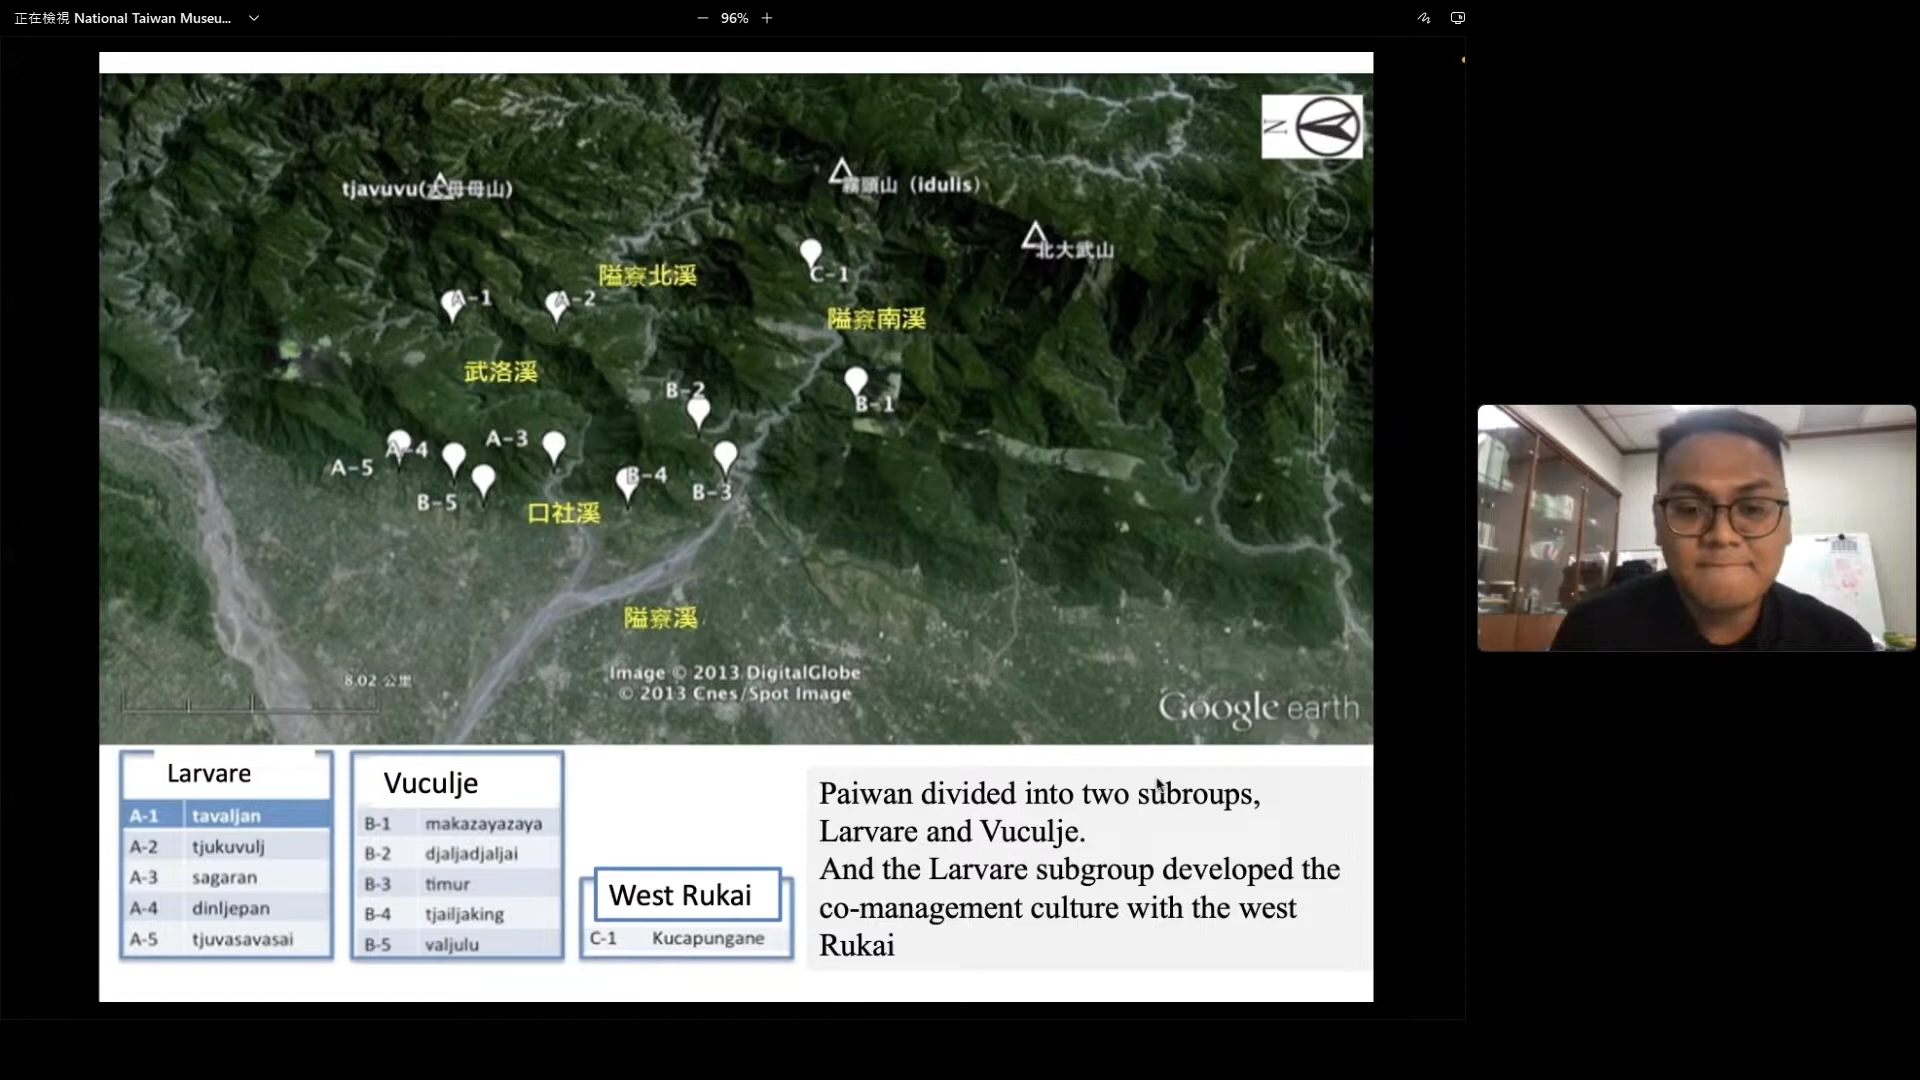 正在檢視 National Taiwan Museu...
96%
N
tjavuvu(大母母山)
霧頭山 (idulis)
北大武山
C-1
隘寮北溪
A-1
A-2
隘寮南溪
武洛溪
B-2
B-1
A-3
A-4
A-5
B-4
B-3
B-5
口社溪
隘寮溪
8.02 公里
Image © 2013 DigitalGlobe
© 2013 Cnes/Spot Image
Google earth
Larvare
A-1 tavaljan
A-2 tjukuvulj
A-3 sagaran
A-4 dinljepan
A-5 tjuvasavasai
Vuculje
B-1 makazayazaya
B-2 djaljadjaljai
B-3 timur
B-4 tjailjaking
B-5 valjulu
West Rukai
C-1 Kucapungane
Paiwan divided into two subroups,
Larvare and Vuculje.
And the Larvare subgroup developed the
co-management culture with the west
Rukai